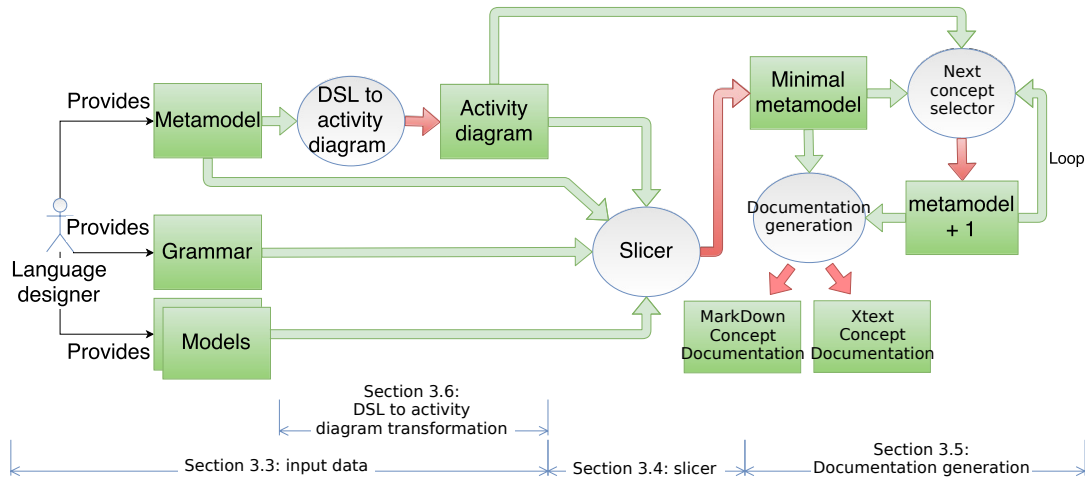 Provides
Metamodel
DSL to
activity
diagram
Activity
diagram
Minimal
metamodel
Next
concept
selector
Loop
Provides
Grammar
Language
designer
Slicer
Documentation
generation
metamodel
+ 1
Provides
Models
MarkDown
Concept
Documentation
Xtext
Concept
Documentation
Section 3.6:
DSL to activity
diagram transformation
Section 3.3: input data
Section 3.4: slicer
Section 3.5:
Documentation generation